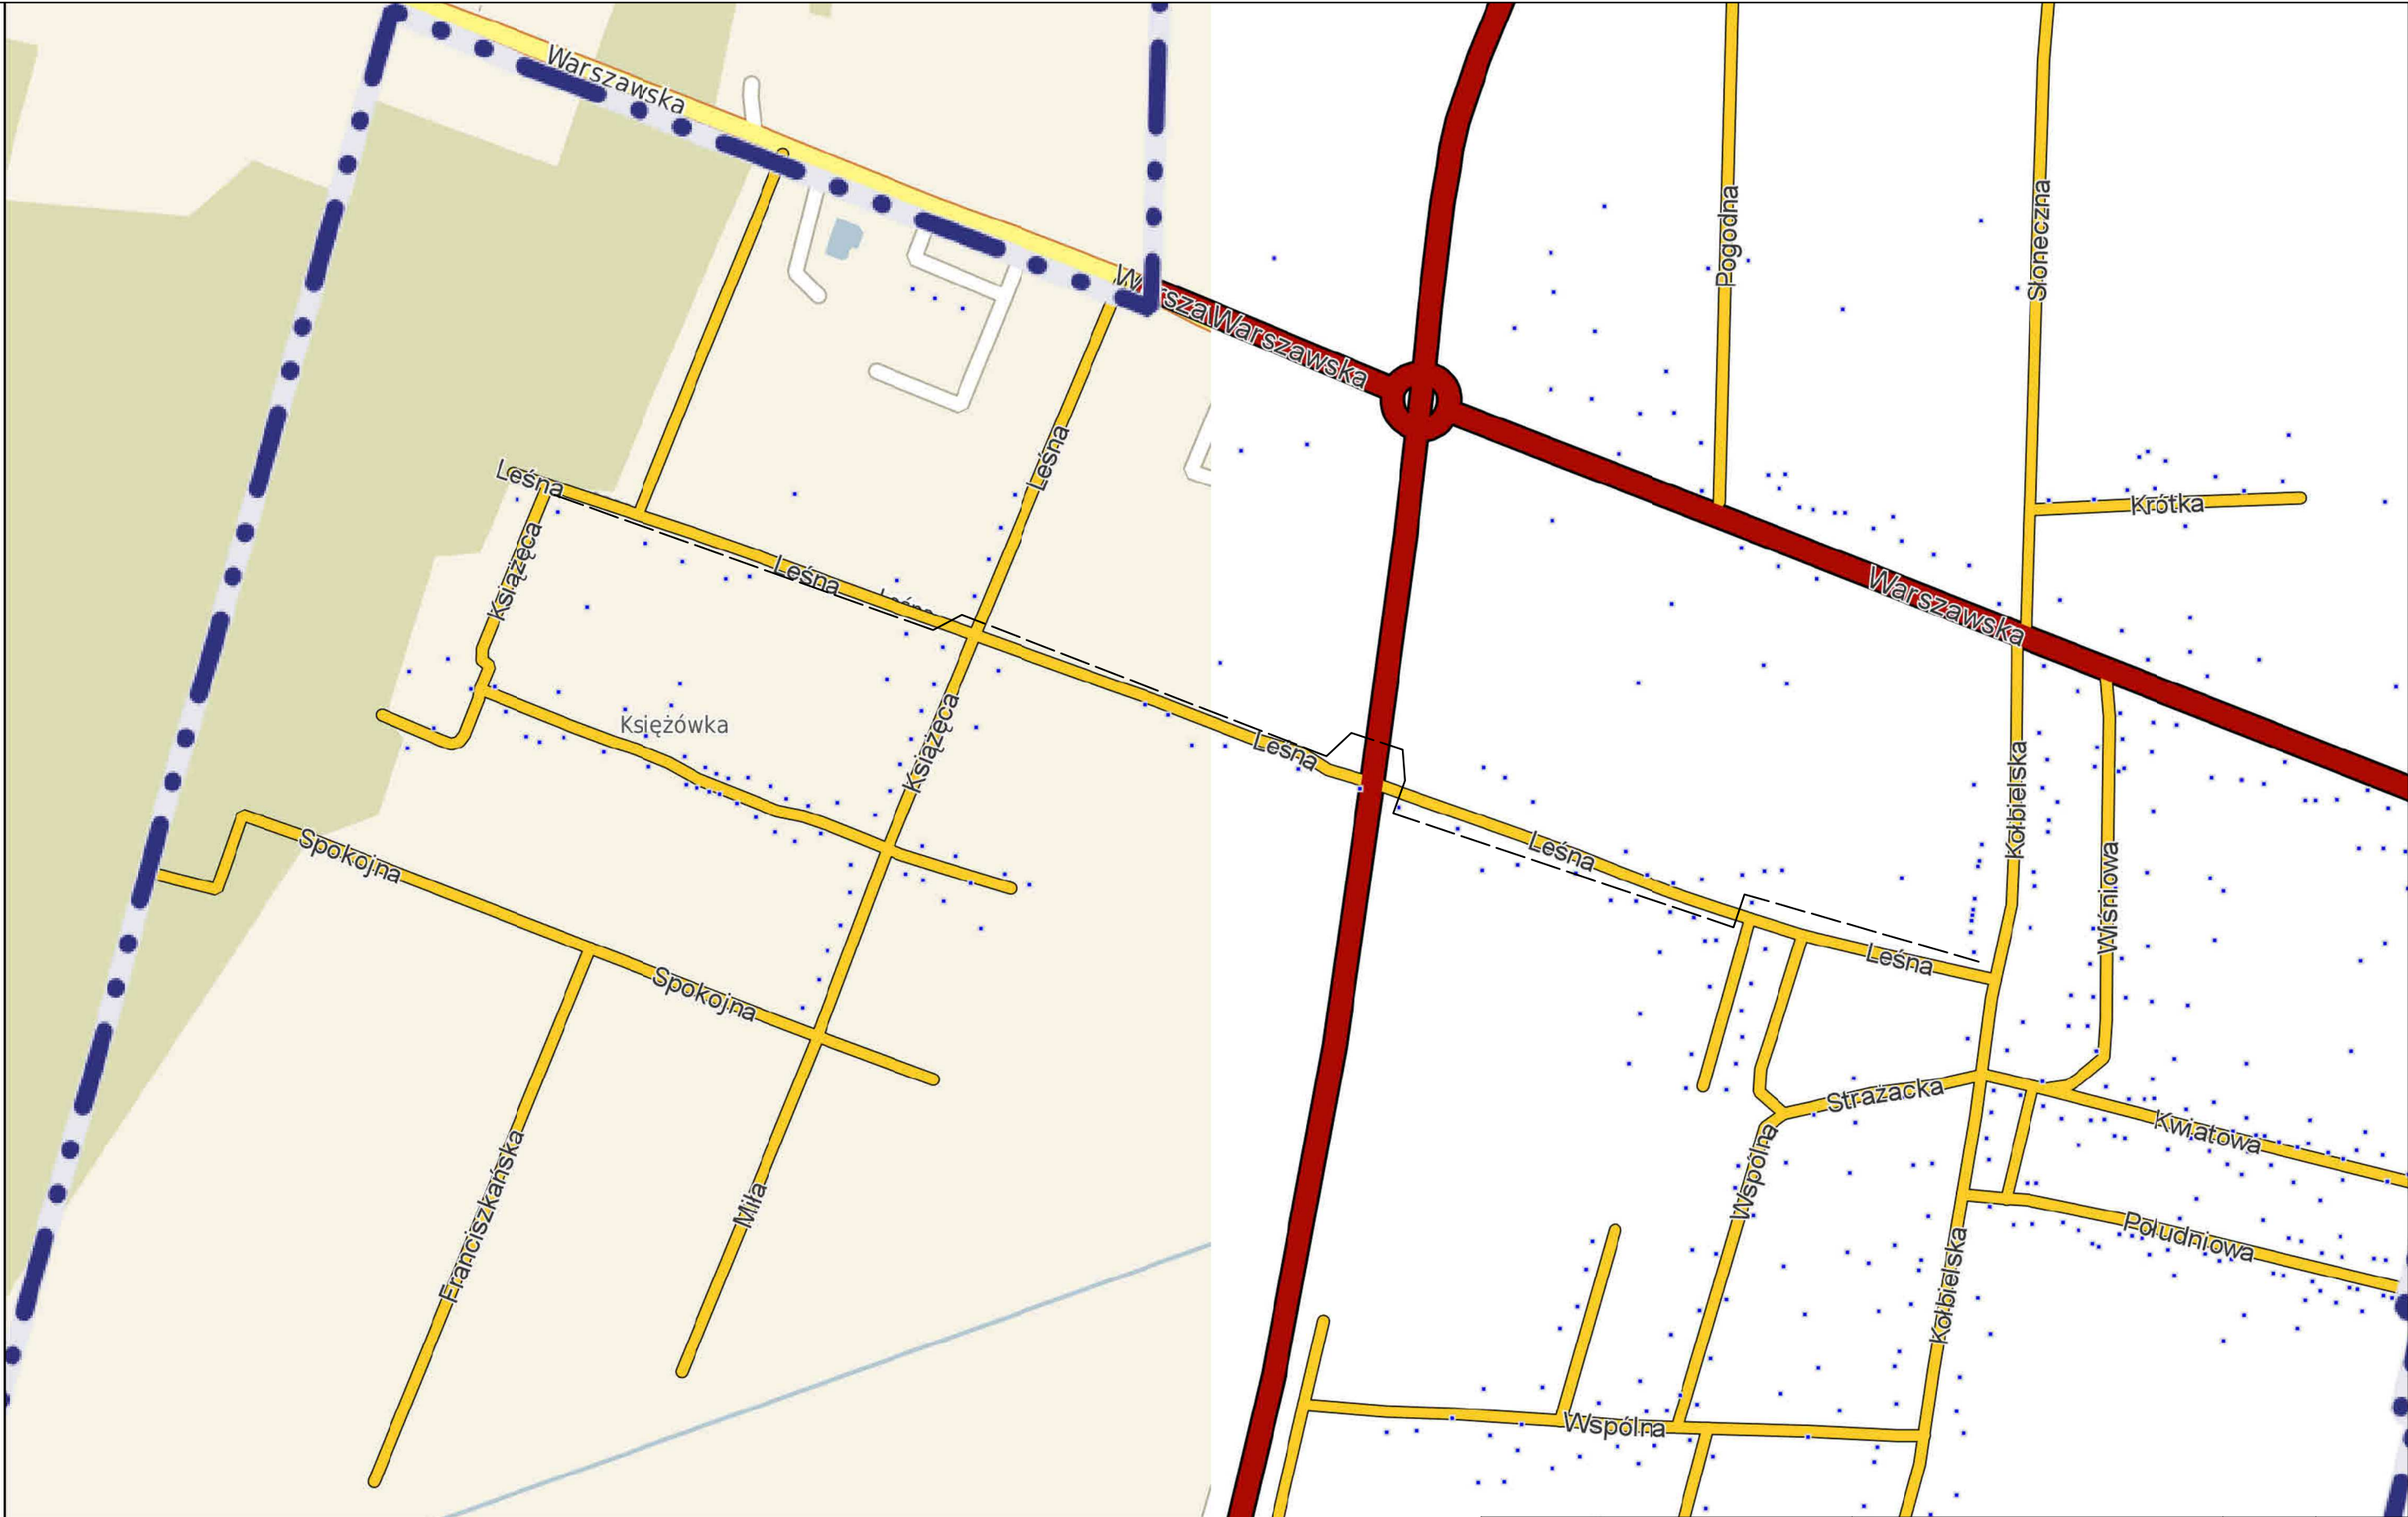 Warszawska
Pogodna
Słoneczna
Warszawska
Leśna
Leśna
Krótka
Książęca
Leśna
Warszawska
Księżówka
Książęca
Leśna
Kołbielska
Leśna
Spokojna
Wiśniowa
Leśna
Spokojna
Strażacka
Kwiatowa
Wspólna
Franciszkańska
Miła
Południowa
Kołbielska
Wspólna